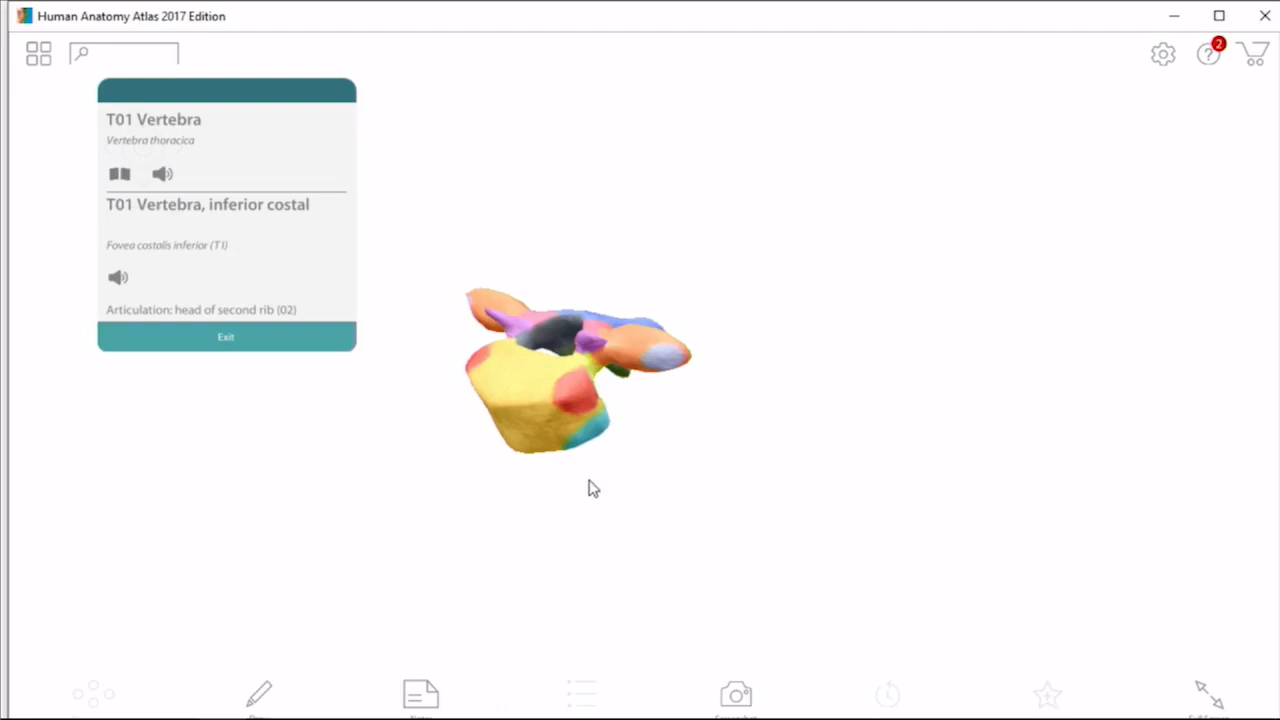 Human Anatomy Atlas 2017 Edition
2
T01 Vertebra
Vertebra thoracica
T01 Vertebra, inferior costal
Fovea costalis inferior (T1)
Articulation: head of second rib (02)
Exit